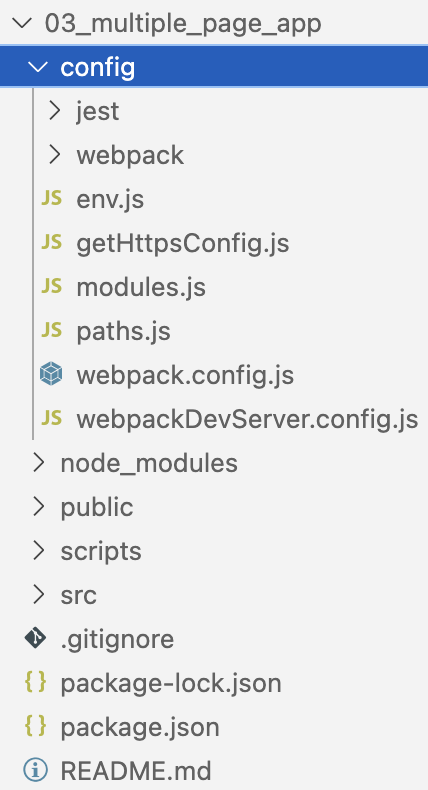 03_multiple_page_app
config
jest
webpack
JS env.js
JS getHttpsConfig.js
JS modules.js
JS paths.js
webpack.config.js
JS webpackDevServer.config.js
node_modules
public
scripts
src
.gitignore
{} package-lock.json
{} package.json
README.md